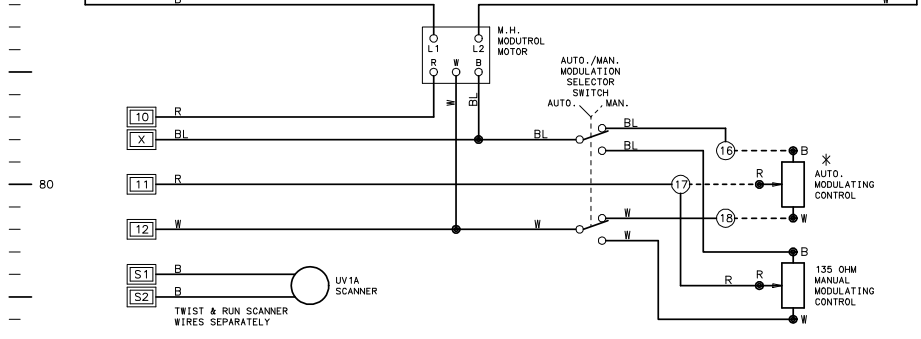 B
W
M.H.
MODUTROL
MOTOR
L1 L2
R W B
W BL
AUTO./MAN.
MODULATION
SELECTOR
SWITCH
AUTO. MAN.
10 R
X BL BL BL
BL
16 B
80
11 R 17 R
*
AUTO.
MODULATING
CONTROL
12 W W W 18 W
W
B
S1 B
UV1A
SCANNER
S2 B
R R
135 OHM
MANUAL
MODULATING
CONTROL
TWIST & RUN SCANNER
WIRES SEPARATELY
W